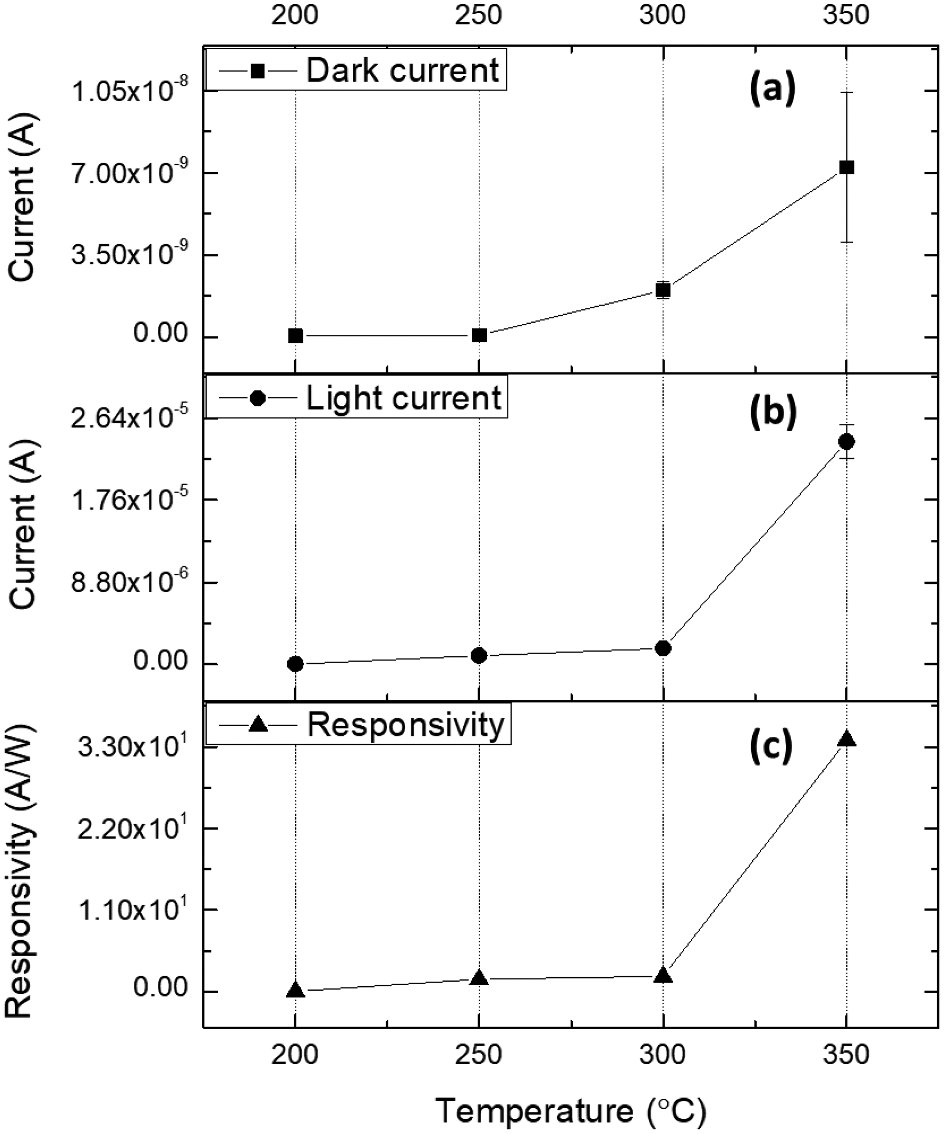 200 250 300 350
Dark current
(a)
1.05x10⁻⁸
7.00x10⁻⁹
3.50x10⁻⁹
0.00
Current (A)
Light current
(b)
2.64x10⁻⁵
1.76x10⁻⁵
8.80x10⁻⁶
0.00
Current (A)
Responsivity
(c)
3.30x10¹
2.20x10¹
1.10x10¹
0.00
Responsivity (A/W)
200 250 300 350
Temperature (°C)